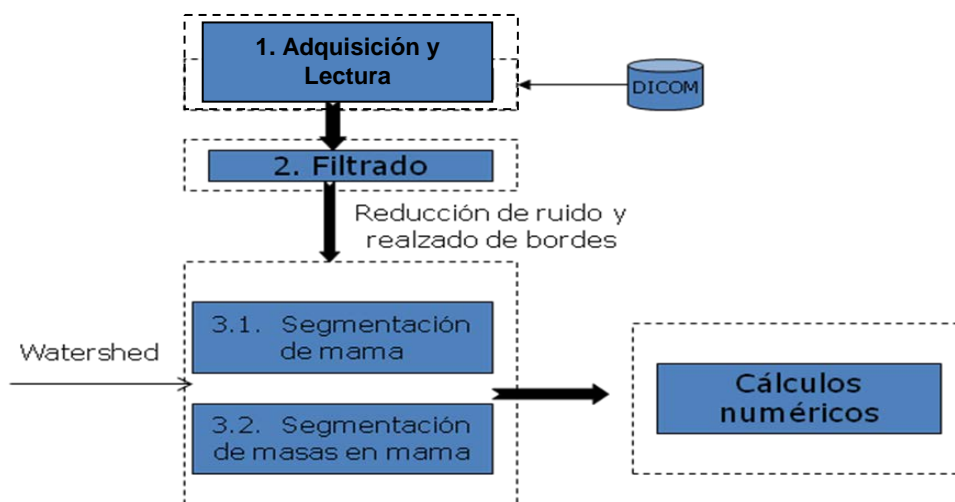 1. Adquisición y
Lectura
DICOM
2. Filtrado
Reducción de ruido y
realzado de bordes
3.1. Segmentación
de mama
Watershed
3.2. Segmentación
de masas en mama
Cálculos
numéricos